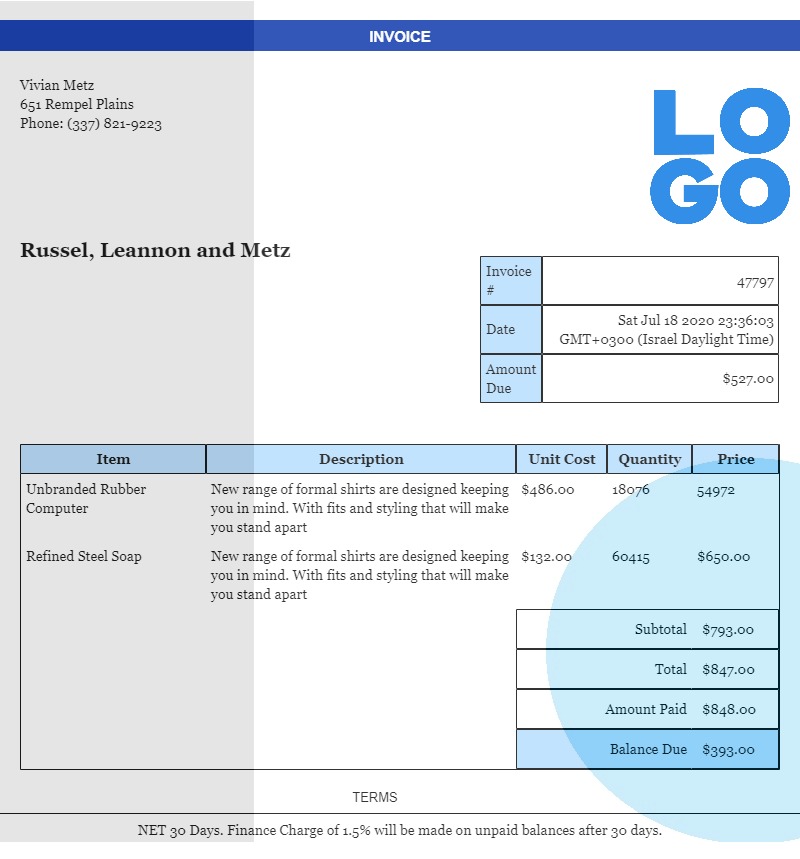 INVOICE
Vivian Metz
651 Rempel Plains
Phone: (337) 821-9223
LO
GO
Russel, Leannon and Metz
Invoice # 47797
Date Sat Jul 18 2020 23:36:03
GMT+0300 (Israel Daylight Time)
Amount Due $527.00
Item Description Unit Cost Quantity Price
Unbranded Rubber New range of formal shirts are designed keeping $486.00 18076 54972
Computer you in mind. With fits and styling that will make
you stand apart
Refined Steel Soap New range of formal shirts are designed keeping $132.00 60415 $650.00
you in mind. With fits and styling that will make
you stand apart
Subtotal $793.00
Total $847.00
Amount Paid $848.00
Balance Due $393.00
TERMS
NET 30 Days. Finance Charge of 1.5% will be made on unpaid balances after 30 days.